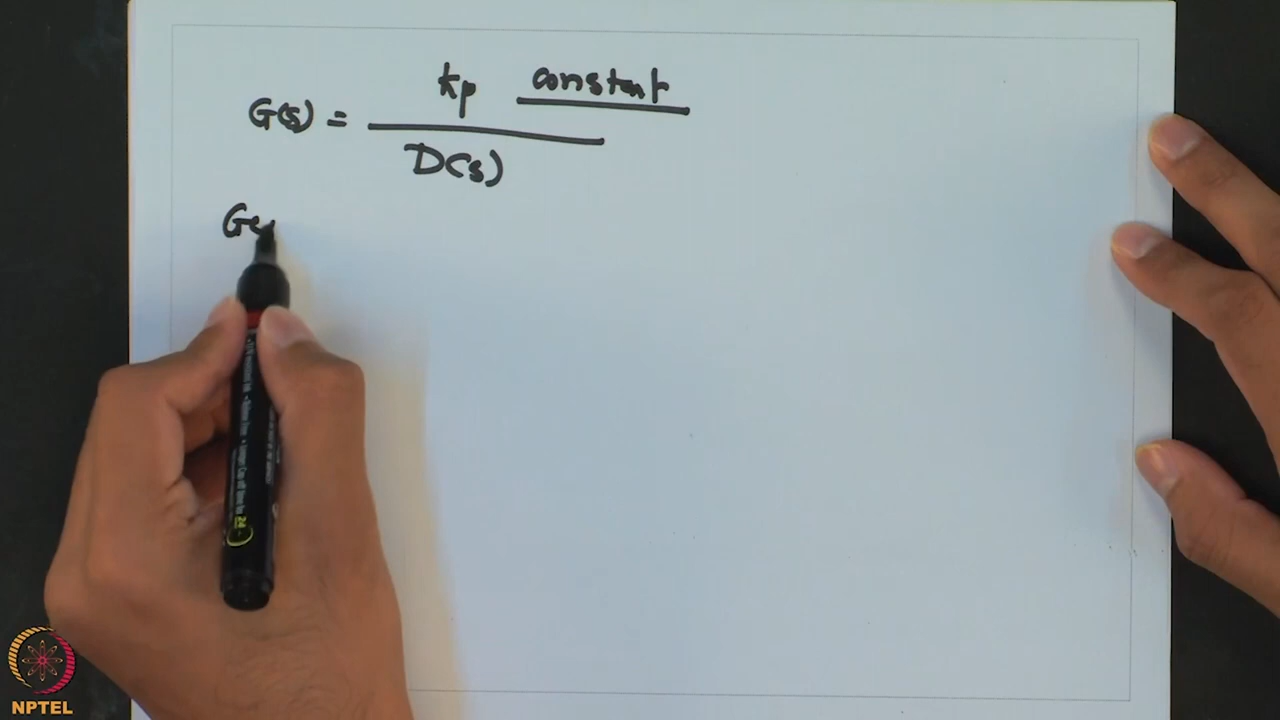 G(s) = kp constant
D(s)
Ge
NPTEL